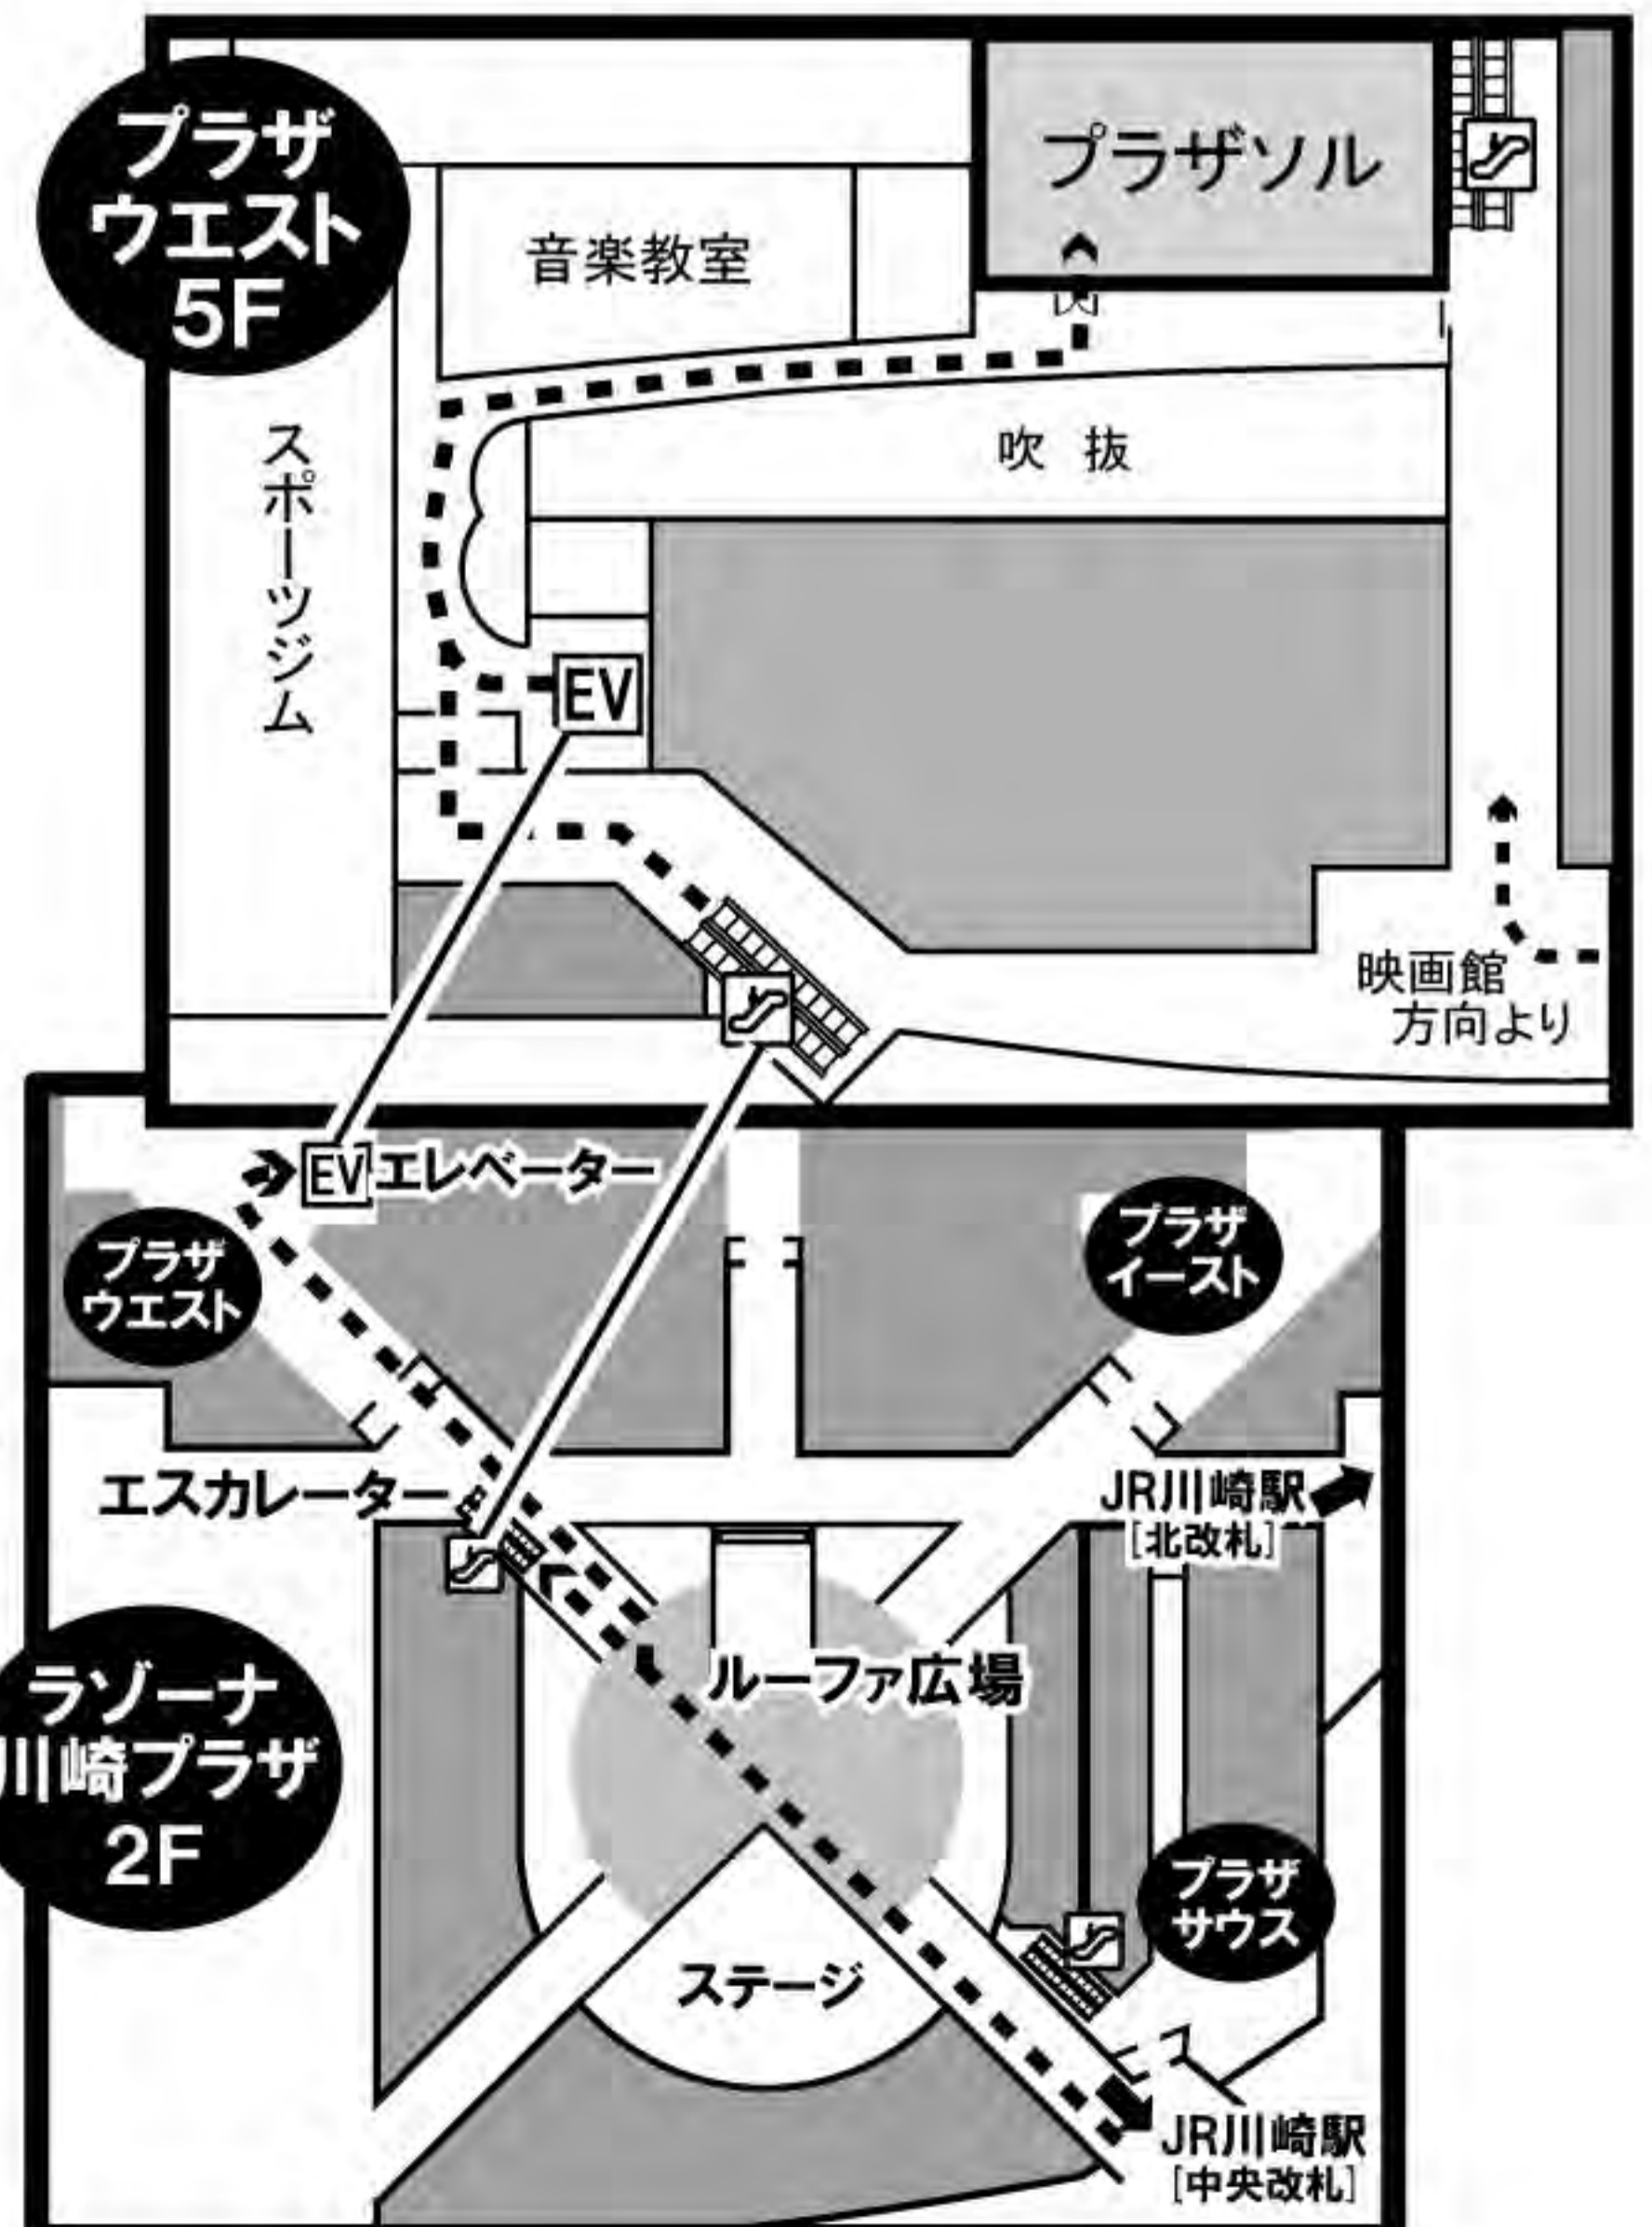 プラザ
ウエスト
5F
プラザソル
音楽教室
スポーツジム
吹 抜
EV
映画館
方向より
EVエレベーター
プラザ
ウエスト
プラザ
イースト
エスカレーター
JR川崎駅
[北改札]
ルーファ広場
ラゾーナ
川崎プラザ
2F
プラザ
サウス
ステージ
JR川崎駅
[中央改札]